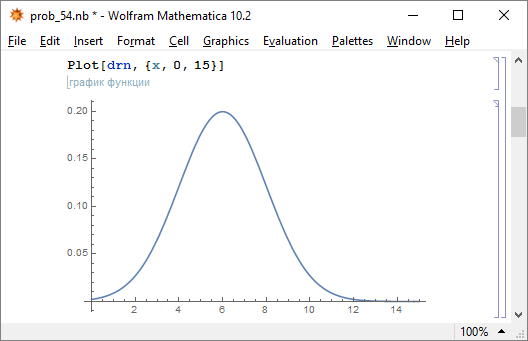 prob_54.nb * - Wolfram Mathematica 10.2
File Edit Insert Format Cell Graphics Evaluation Palettes Window Help
Plot[drn, {x, 0, 15}]
график функции
0.20
0.15
0.10
0.05
2 4 6 8 10 12 14
100%